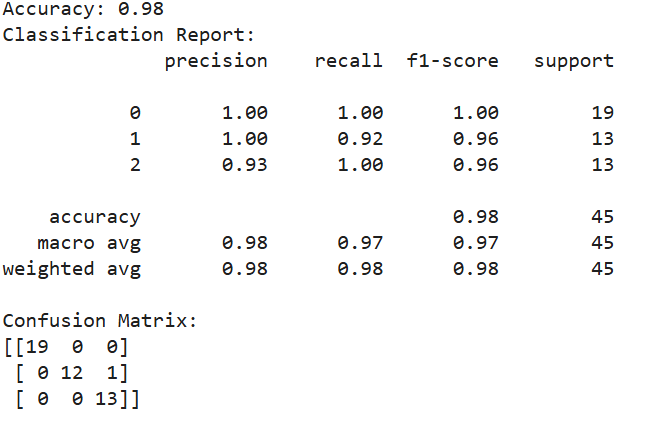 Accuracy: 0.98
Classification Report:
              precision    recall  f1-score   support

           0       1.00      1.00      1.00        19
           1       1.00      0.92      0.96        13
           2       0.93      1.00      0.96        13

    accuracy                           0.98        45
   macro avg       0.98      0.97      0.97        45
weighted avg       0.98      0.98      0.98        45

Confusion Matrix:
[[19  0  0]
 [ 0 12  1]
 [ 0  0 13]]